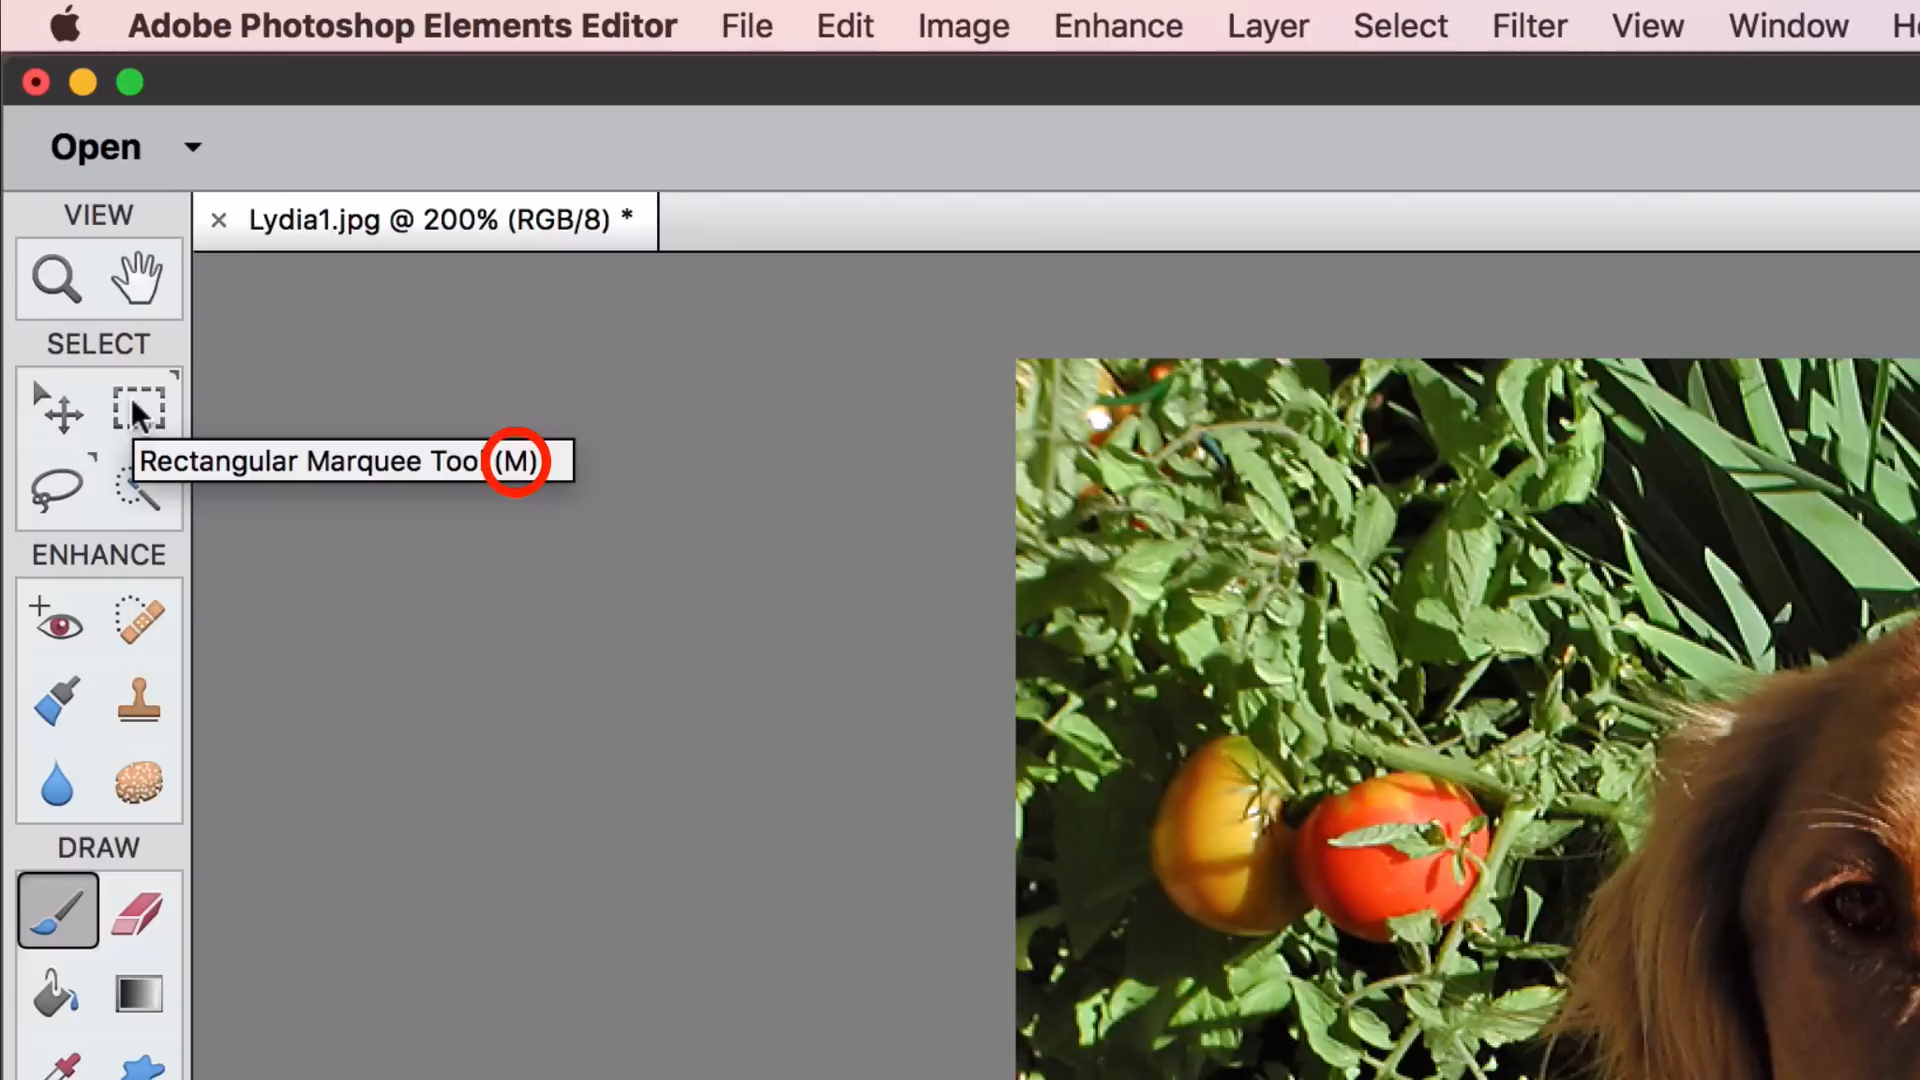 Adobe Photoshop Elements Editor File Edit Image Enhance Layer Select Filter View Window
Open
VIEW
Lydia1.jpg @ 200% (RGB/8) *
SELECT
Rectangular Marquee Tool (M)
ENHANCE
DRAW